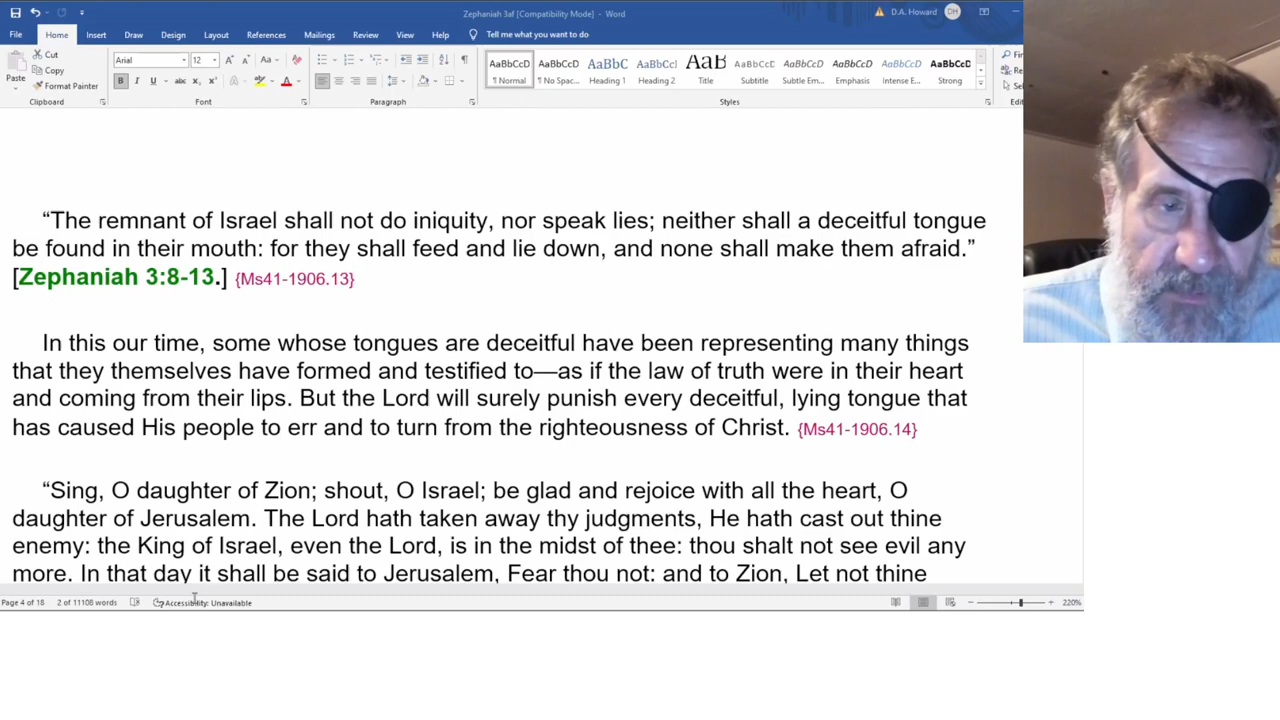 Zephaniah 3af [Compatibility Mode] - Word
D.A. Howard DH
File Home Insert Draw Design Layout References Mailings Review View Help Tell me what you want to do
Paste
Cut
Copy
Format Painter
Clipboard
Arial 12
Font
Paragraph
AaBbCcD AaBbCcD AaBbC AaBbCcl AaB AaBbCcD AaBbCcD AaBbCcD AaBbCcD AaBbCcD
¶ Normal ¶ No Spac... Heading 1 Heading 2 Title Subtitle Subtle Em... Emphasis Intense E... Strong
Styles
“The remnant of Israel shall not do iniquity, nor speak lies; neither shall a deceitful tongue
be found in their mouth: for they shall feed and lie down, and none shall make them afraid.”
[Zephaniah 3:8-13.] {Ms41-1906.13}
In this our time, some whose tongues are deceitful have been representing many things
that they themselves have formed and testified to—as if the law of truth were in their heart
and coming from their lips. But the Lord will surely punish every deceitful, lying tongue that
has caused His people to err and to turn from the righteousness of Christ. {Ms41-1906.14}
“Sing, O daughter of Zion; shout, O Israel; be glad and rejoice with all the heart, O
daughter of Jerusalem. The Lord hath taken away thy judgments, He hath cast out thine
enemy: the King of Israel, even the Lord, is in the midst of thee: thou shalt not see evil any
more. In that day it shall be said to Jerusalem, Fear thou not: and to Zion, Let not thine
Page 4 of 18 2 of 11108 words Accessibility: Unavailable 220%